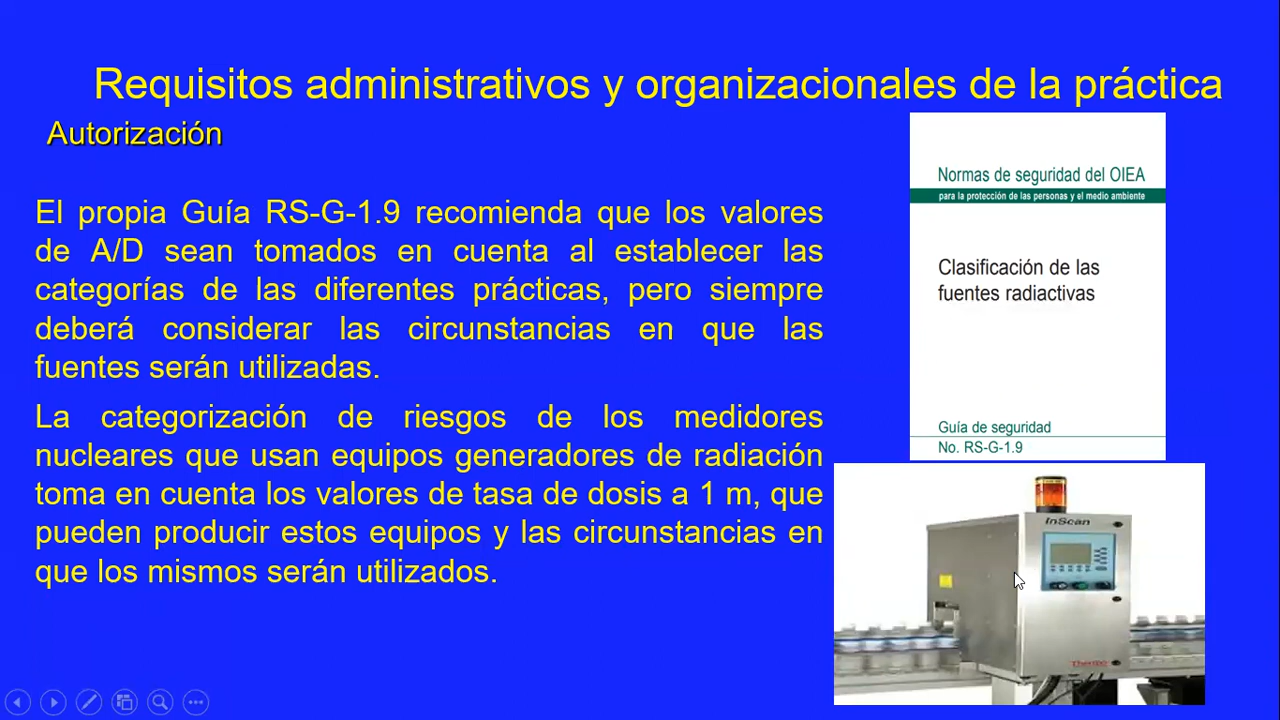 Requisitos administrativos y organizacionales de la práctica
Autorización
El propia Guía RS-G-1.9 recomienda que los valores
de A/D sean tomados en cuenta al establecer las
categorías de las diferentes prácticas, pero siempre
deberá considerar las circunstancias en que las
fuentes serán utilizadas.
La categorización de riesgos de los medidores
nucleares que usan equipos generadores de radiación
toma en cuenta los valores de tasa de dosis a 1 m, que
pueden producir estos equipos y las circunstancias en
que los mismos serán utilizados.
Normas de seguridad del OIEA
para la protección de las personas y el medio ambiente
Clasificación de las
fuentes radiactivas
Guía de seguridad
No. RS-G-1.9
InScan
Thermo